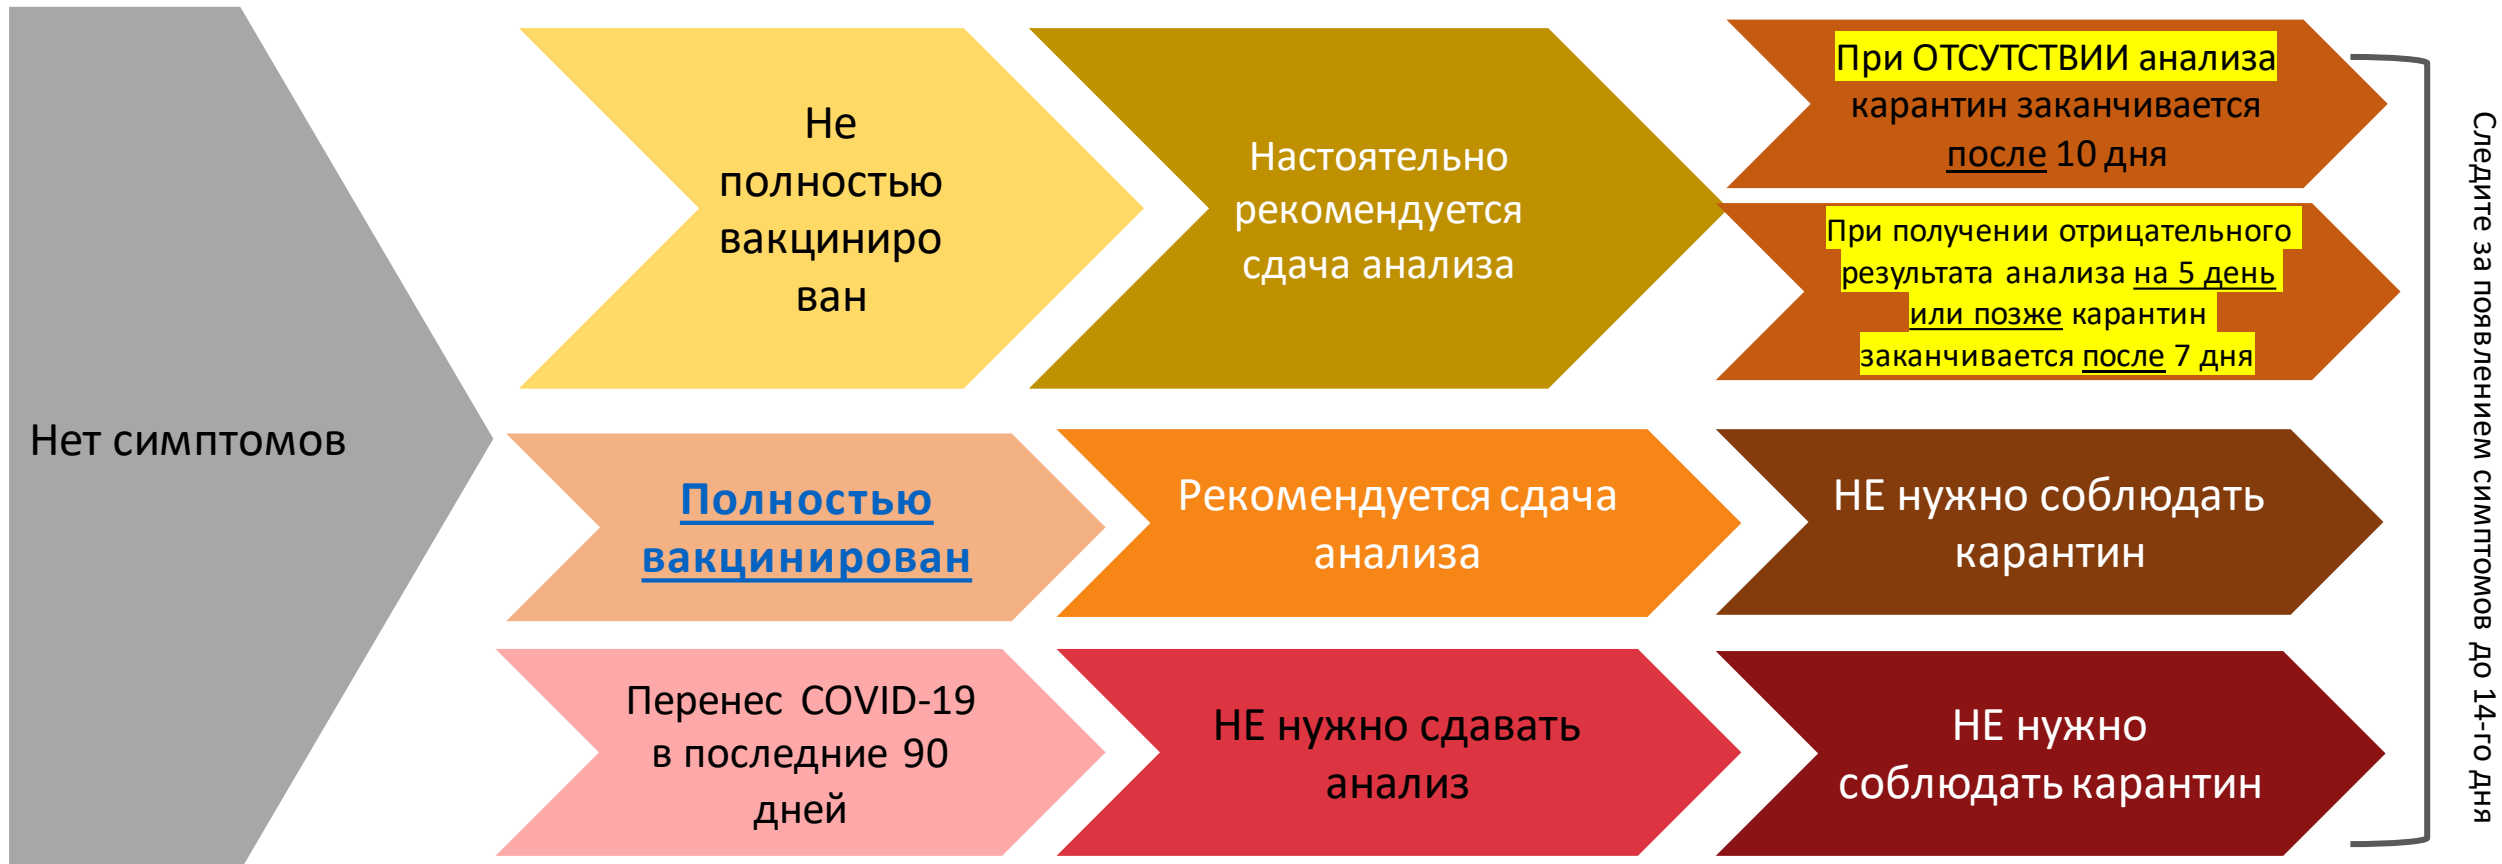 Нет симптомов
Не
полностью
вакциниро
ван
Настоятельно
рекомендуется
сдача анализа
При ОТСУТСТВИИ анализа
карантин заканчивается
после 10 дня
При получении отрицательного
результата анализа на 5 день
или позже карантин
заканчивается после 7 дня
Полностью
вакцинирован
Рекомендуется сдача
анализа
НЕ нужно соблюдать
карантин
Перенес COVID-19
в последние 90
дней
НЕ нужно сдавать
анализ
НЕ нужно
соблюдать карантин
Следите за появлением симптомов до 14-го дня